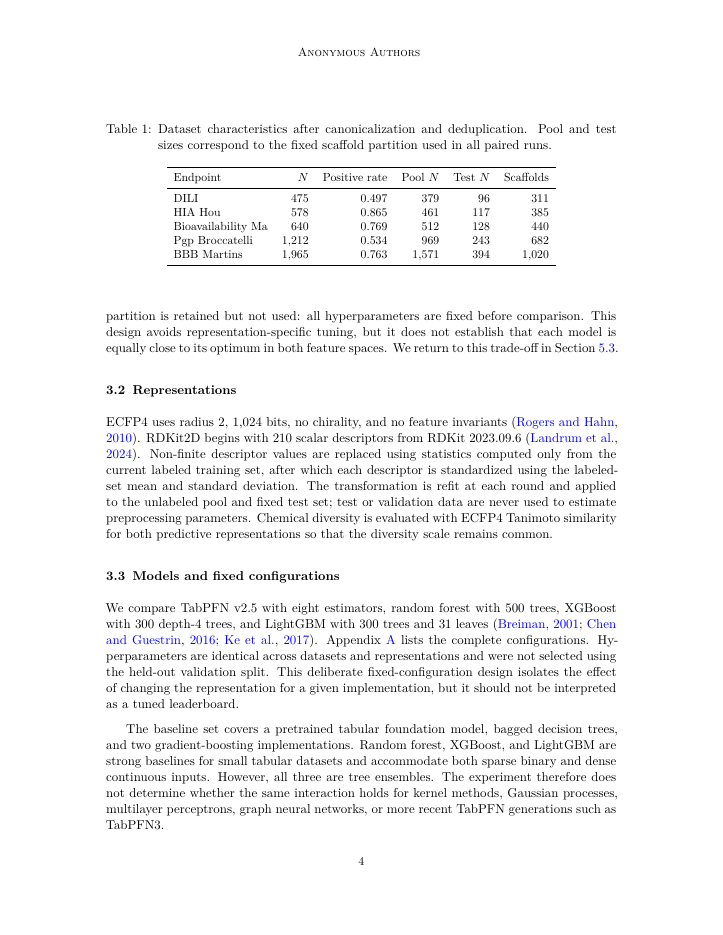 Anonymous Authors
Table 1: Dataset characteristics after canonicalization and deduplication. Pool and test
sizes correspond to the fixed scaffold partition used in all paired runs.
Endpoint N Positive rate Pool N Test N Scaffolds
DILI 475 0.497 379 96 311
HIA Hou 578 0.865 461 117 385
Bioavailability Ma 640 0.769 512 128 440
Pgp Broccatelli 1,212 0.534 969 243 682
BBB Martins 1,965 0.763 1,571 394 1,020
partition is retained but not used: all hyperparameters are fixed before comparison. This
design avoids representation-specific tuning, but it does not establish that each model is
equally close to its optimum in both feature spaces. We return to this trade-off in Section 5.3.
3.2 Representations
ECFP4 uses radius 2, 1,024 bits, no chirality, and no feature invariants (Rogers and Hahn,
2010). RDKit2D begins with 210 scalar descriptors from RDKit 2023.09.6 (Landrum et al.,
2024). Non-finite descriptor values are replaced using statistics computed only from the
current labeled training set, after which each descriptor is standardized using the labeled-
set mean and standard deviation. The transformation is refit at each round and applied
to the unlabeled pool and fixed test set; test or validation data are never used to estimate
preprocessing parameters. Chemical diversity is evaluated with ECFP4 Tanimoto similarity
for both predictive representations so that the diversity scale remains common.
3.3 Models and fixed configurations
We compare TabPFN v2.5 with eight estimators, random forest with 500 trees, XGBoost
with 300 depth-4 trees, and LightGBM with 300 trees and 31 leaves (Breiman, 2001; Chen
and Guestrin, 2016; Ke et al., 2017). Appendix A lists the complete configurations. Hy-
perparameters are identical across datasets and representations and were not selected using
the held-out validation split. This deliberate fixed-configuration design isolates the effect
of changing the representation for a given implementation, but it should not be interpreted
as a tuned leaderboard.
The baseline set covers a pretrained tabular foundation model, bagged decision trees,
and two gradient-boosting implementations. Random forest, XGBoost, and LightGBM are
strong baselines for small tabular datasets and accommodate both sparse binary and dense
continuous inputs. However, all three are tree ensembles. The experiment therefore does
not determine whether the same interaction holds for kernel methods, Gaussian processes,
multilayer perceptrons, graph neural networks, or more recent TabPFN generations such as
TabPFN3.
4